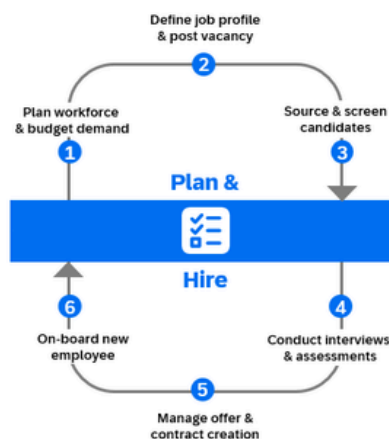 Define job profile
& post vacancy
2
Plan workforce
& budget demand
1
Source & screen
candidates
3
Plan &
Hire
6
On-board new
employee
4
Conduct interviews
& assessments
5
Manage offer &
contract creation